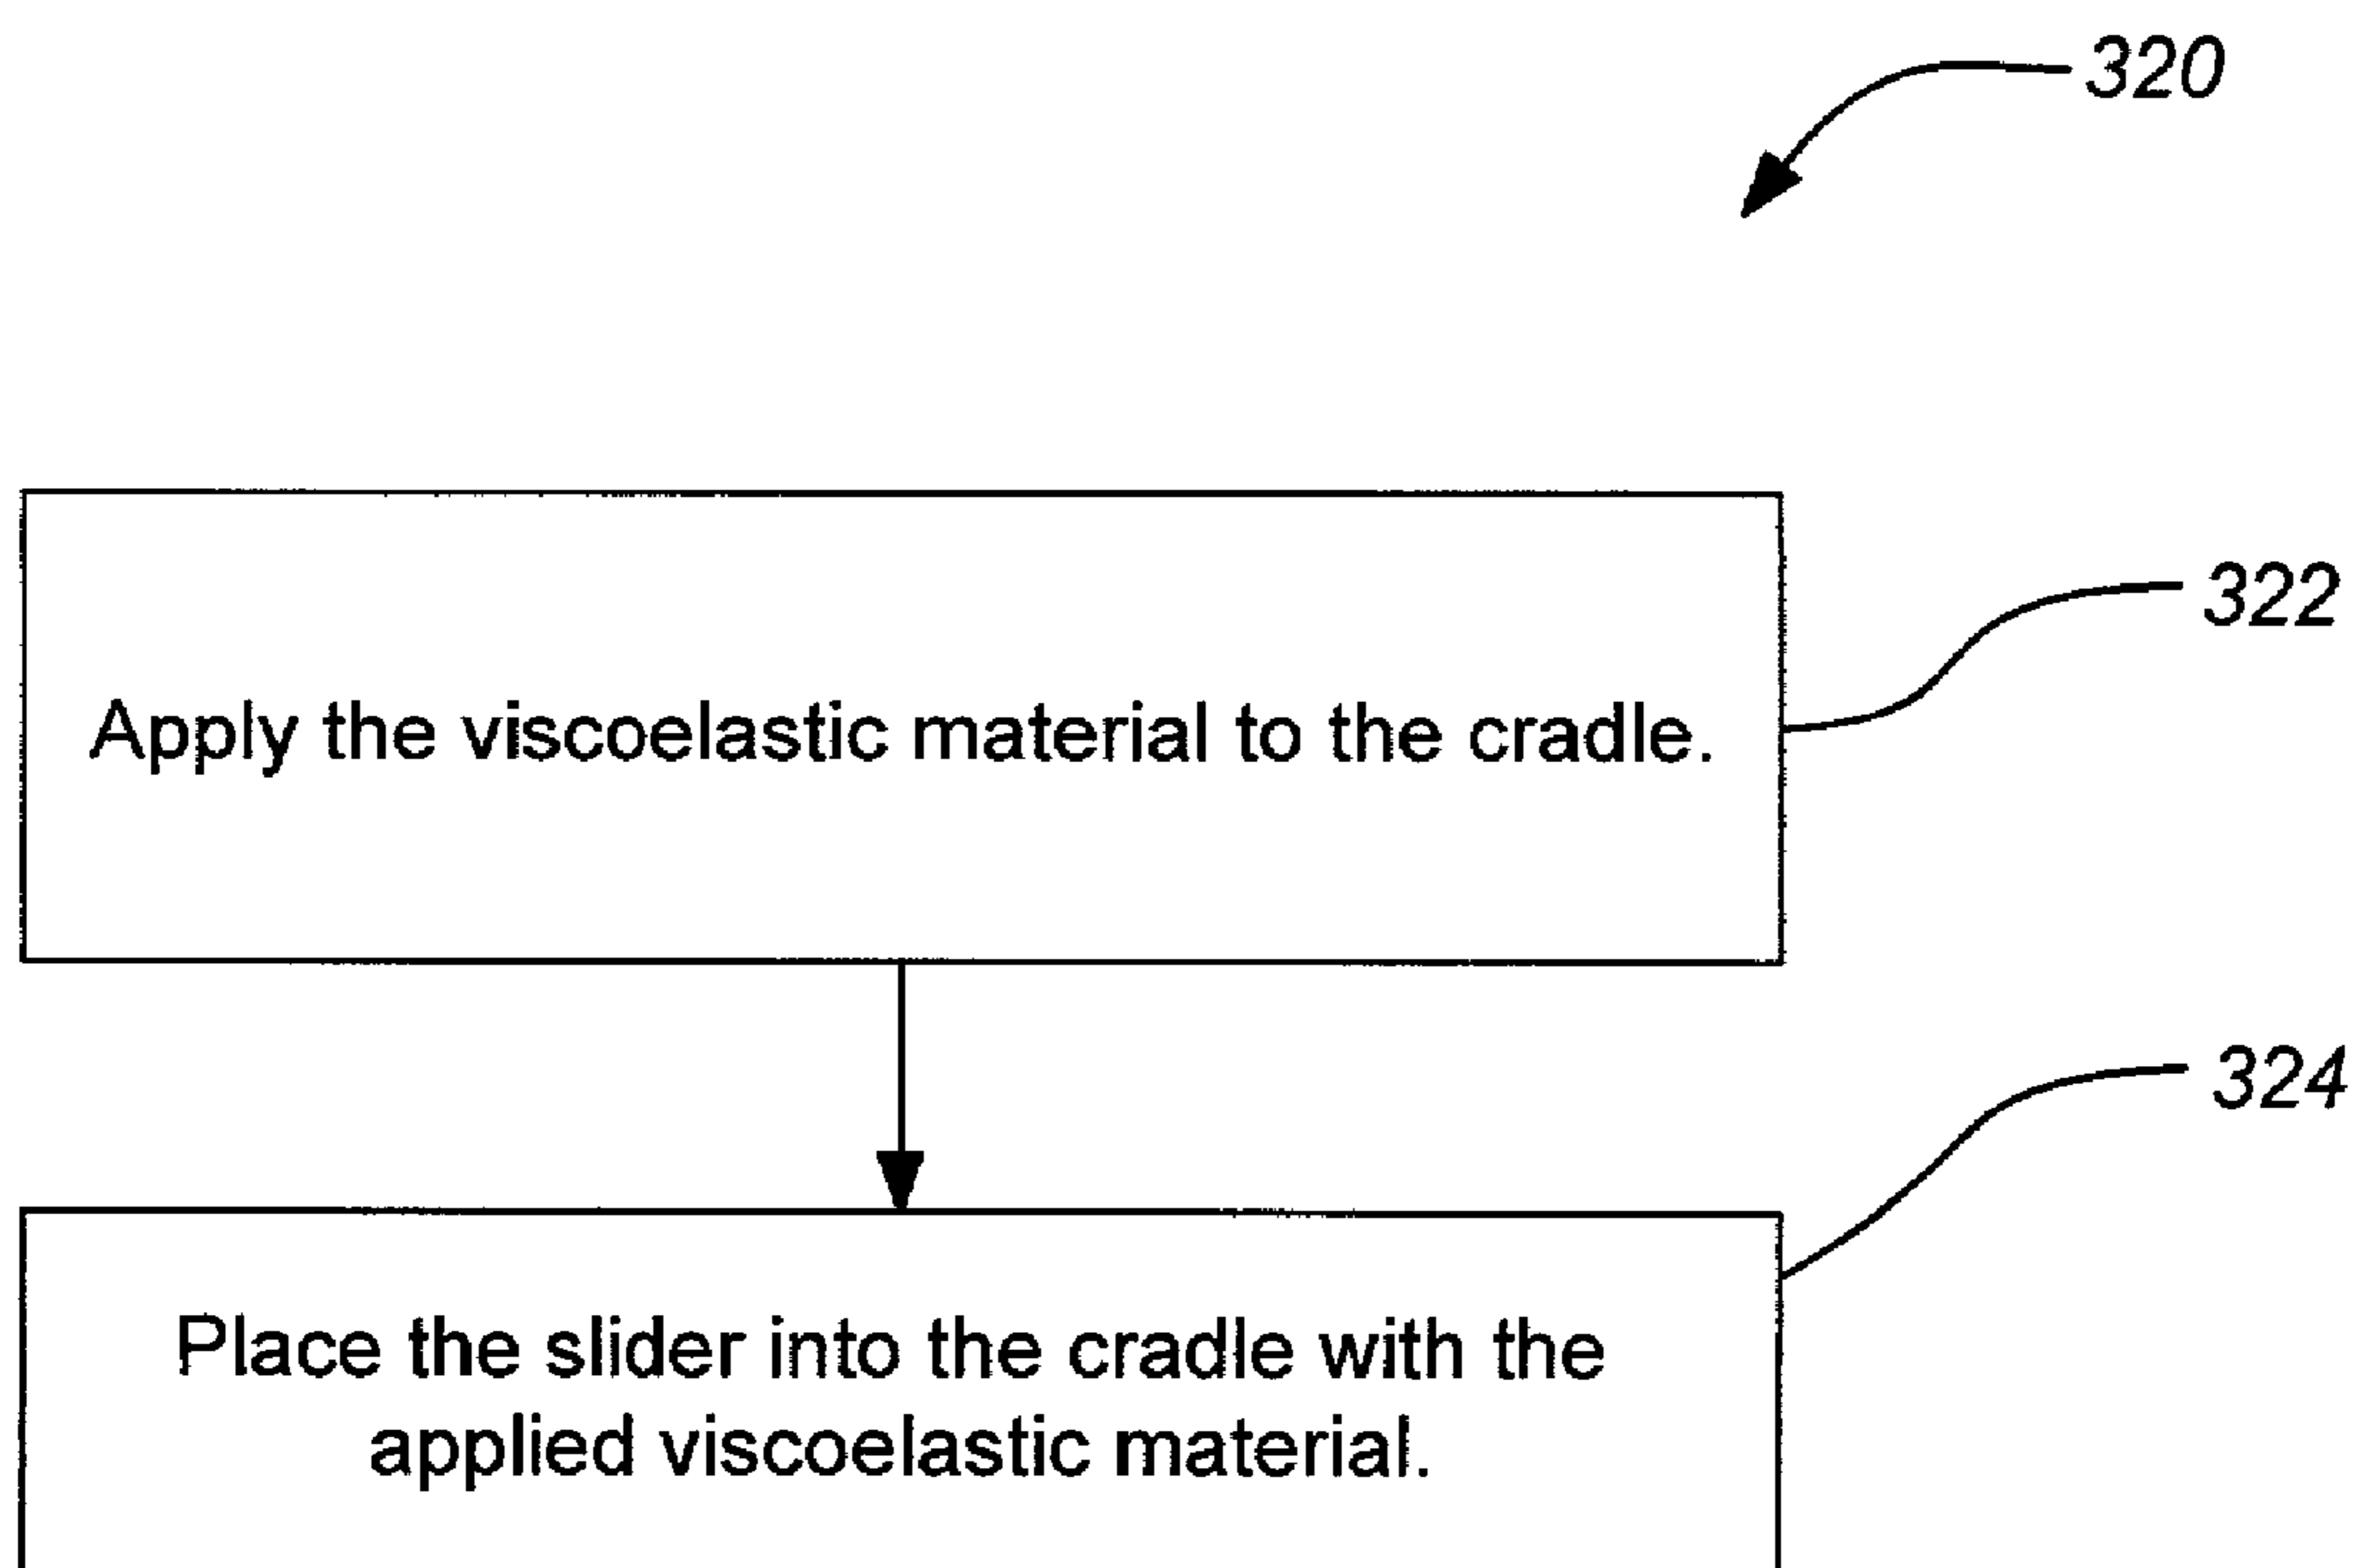 320
Apply the viscoelastic material to the cradle.
322
324
Place the slider into the cradle with the
applied viscoelastic material.